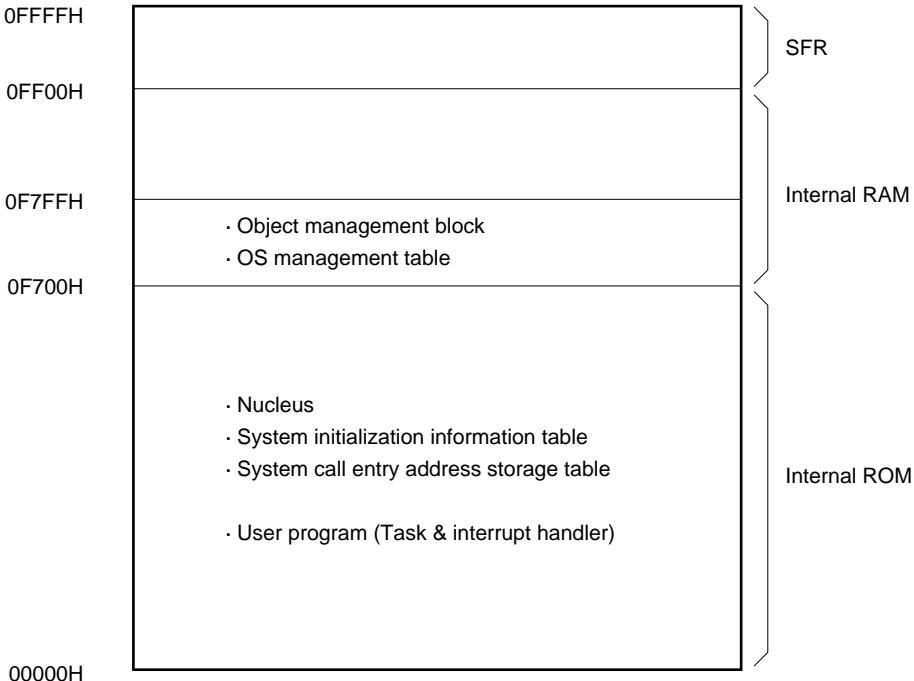 0FFFFH
SFR
0FF00H
Internal RAM
0F7FFH
· Object management block
· OS management table
0F700H
· Nucleus
· System initialization information table
· System call entry address storage table
Internal ROM
· User program (Task & interrupt handler)
00000H